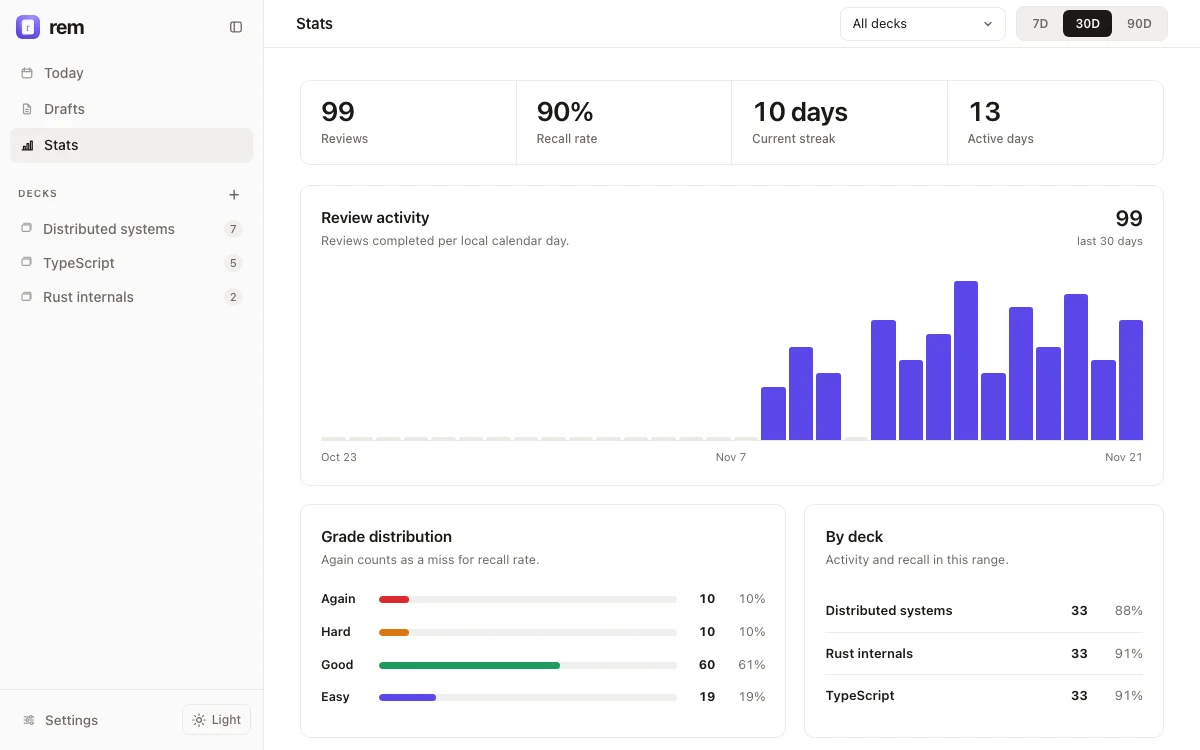 rem
Today
Drafts
Stats
DECKS
Distributed systems 7
TypeScript 5
Rust internals 2
Settings
Light
Stats
All decks
7D 30D 90D
99
Reviews
90%
Recall rate
10 days
Current streak
13
Active days
Review activity
Reviews completed per local calendar day.
99
last 30 days
Oct 23 Nov 7 Nov 21
Grade distribution
Again counts as a miss for recall rate.
Again 10 10%
Hard 10 10%
Good 60 61%
Easy 19 19%
By deck
Activity and recall in this range.
Distributed systems 33 88%
Rust internals 33 91%
TypeScript 33 91%